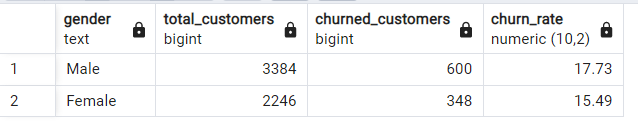 gender total_customers churned_customers churn_rate
text bigint bigint numeric (10,2)
1 Male 3384 600 17.73
2 Female 2246 348 15.49